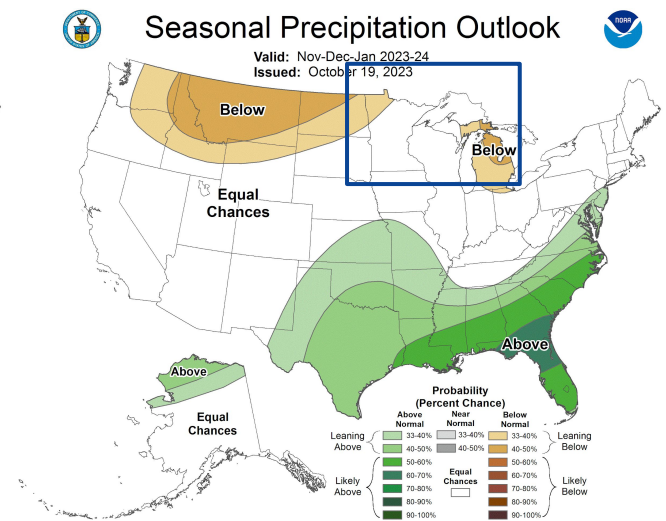 Seasonal Precipitation Outlook
NOAA
Valid: Nov-Dec-Jan 2023-24
Issued: October 19, 2023
Below
Below
Equal
Chances
Above
Above
Equal
Chances
Probability
(Percent Chance)
Above
Normal
Near
Normal
Below
Normal
Leaning
Above
33-40%
40-50%
33-40%
40-50%
33-40%
40-50%
Leaning
Below
Likely
Above
50-60%
60-70%
70-80%
80-90%
90-100%
Equal
Chances
50-60%
60-70%
70-80%
80-90%
90-100%
Likely
Below